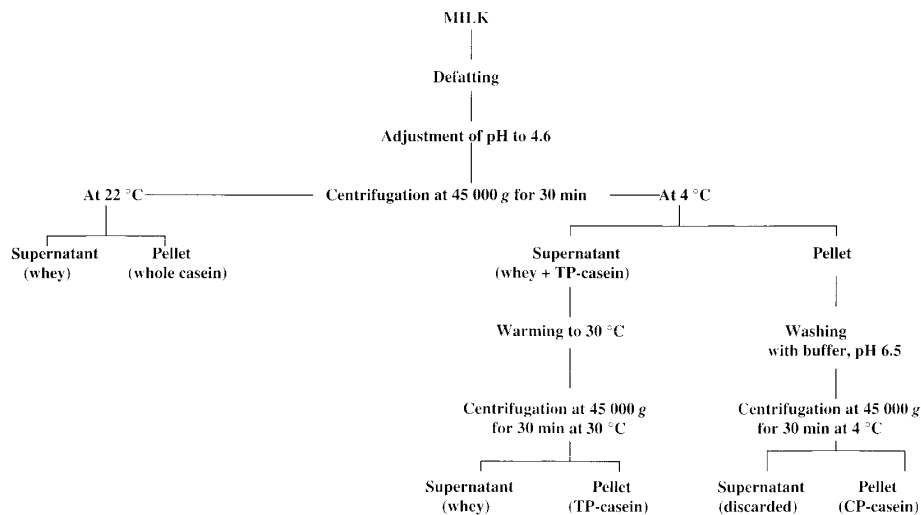 MILK
Defatting
Adjustment of pH to 4.6
At 22 °C
Centrifugation at 45 000 g for 30 min
At 4 °C
Supernatant
(whey)
Pellet
(whole casein)
Supernatant
(whey + TP-casein)
Pellet
Warming to 30 °C
Washing
with buffer, pH 6.5
Centrifugation at 45 000 g
for 30 min at 30 °C
Centrifugation at 45 000 g
for 30 min at 4 °C
Supernatant
(whey)
Pellet
(TP-casein)
Supernatant
(discarded)
Pellet
(CP-casein)